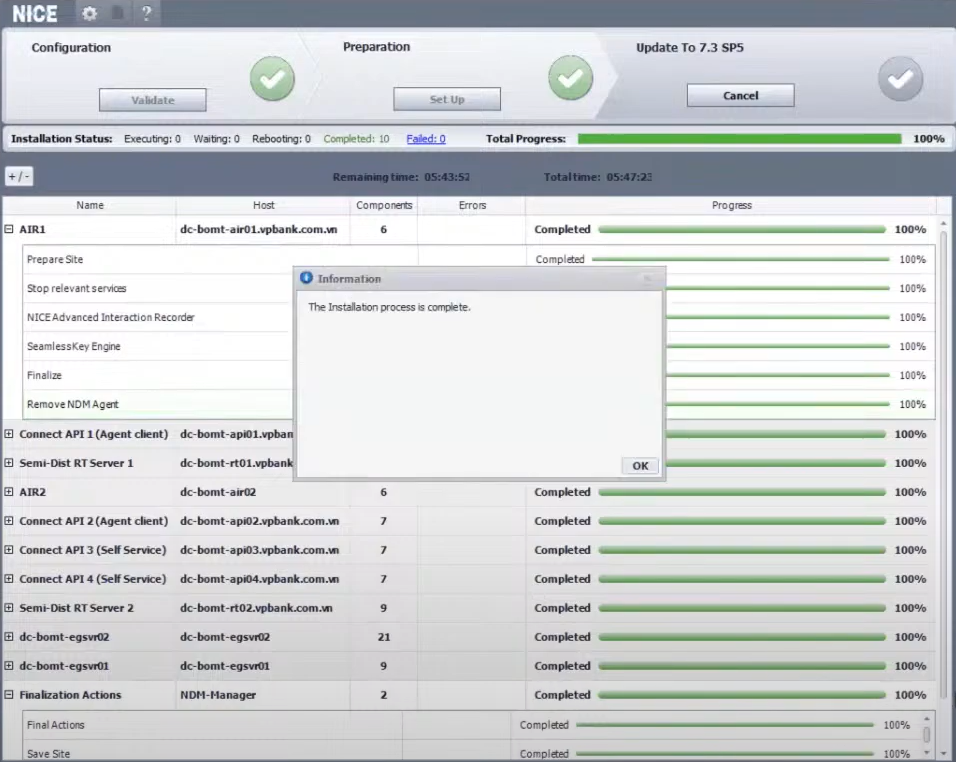 NICE ?
Configuration
Validate
Preparation
Set Up
Update To 7.3 SP5
Cancel
Installation Status: Executing: 0 Waiting: 0 Rebooting: 0 Completed: 10 Failed: 0 Total Progress: 100%
+/- Remaining time: 05:43:52 Total time: 05:47:23
Name Host Components Errors Progress
AIR1 dc-bomt-air01.vpbank.com.vn 6 Completed 100%
Prepare Site Completed 100%
Stop relevant services 100%
NICE Advanced Interaction Recorder 100%
SeamlessKey Engine 100%
Finalize 100%
Remove NDM Agent 100%
Information
The Installation process is complete.
OK
Connect API 1 (Agent client) dc-bomt-api01.vpban 100%
Semi-Dist RT Server 1 dc-bomt-rt01.vpbank 100%
AIR2 dc-bomt-air02 6 Completed 100%
Connect API 2 (Agent client) dc-bomt-api02.vpbank.com.vn 7 Completed 100%
Connect API 3 (Self Service) dc-bomt-api03.vpbank.com.vn 7 Completed 100%
Connect API 4 (Self Service) dc-bomt-api04.vpbank.com.vn 7 Completed 100%
Semi-Dist RT Server 2 dc-bomt-rt02.vpbank.com.vn 9 Completed 100%
dc-bomt-egsvr02 dc-bomt-egsvr02 21 Completed 100%
dc-bomt-egsvr01 dc-bomt-egsvr01 9 Completed 100%
Finalization Actions NDM-Manager 2 Completed 100%
Final Actions Completed 100%
Save Site Completed 100%